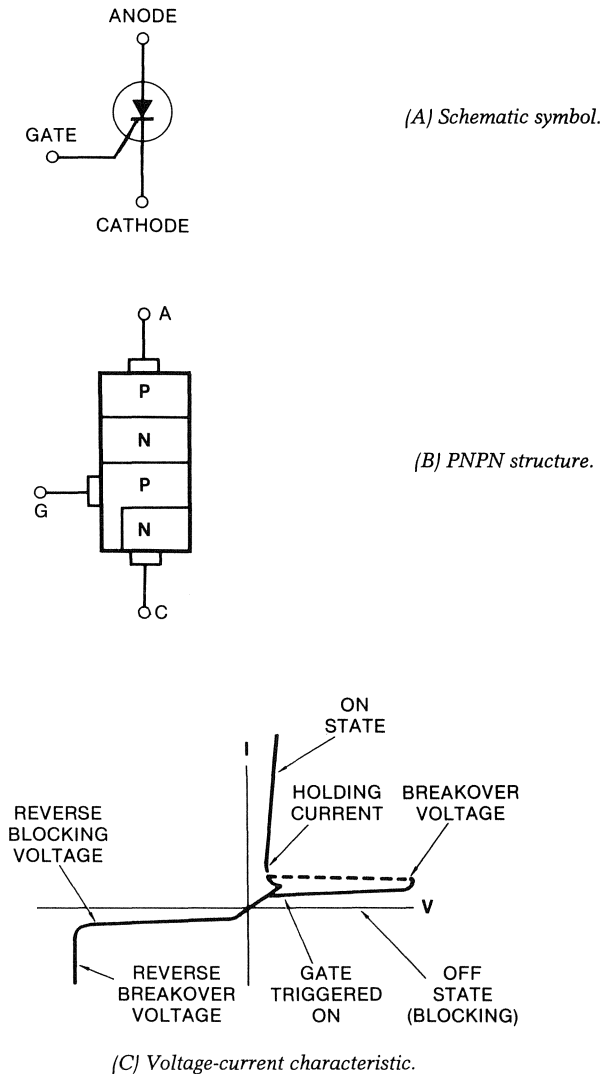 ANODE
GATE
CATHODE
(A) Schematic symbol.
A
P
N
P
N
G
C
(B) PNPN structure.
ON
STATE
I
HOLDING
CURRENT
BREAKOVER
VOLTAGE
REVERSE
BLOCKING
VOLTAGE
V
REVERSE
BREAKOVER
VOLTAGE
GATE
TRIGGERED
ON
OFF
STATE
(BLOCKING)
(C) Voltage-current characteristic.